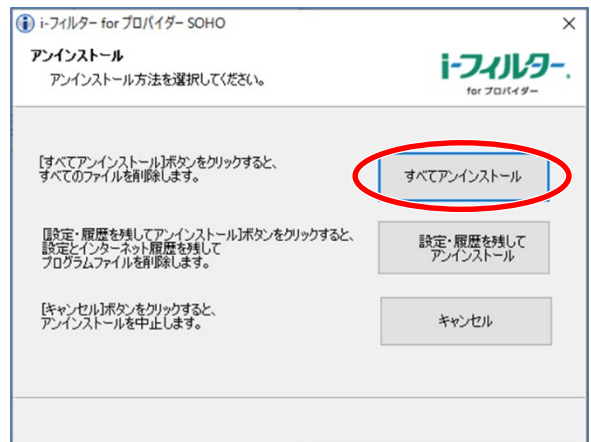 i-フィルター for プロバイダー SOHO
アンインストール
アンインストール方法を選択してください。
i-フィルター.
for プロバイダー
[すべてアンインストール]ボタンをクリックすると、
すべてのファイルを削除します。
すべてアンインストール
[設定・履歴を残してアンインストール]ボタンをクリックすると、
設定とインターネット履歴を残して
プログラムファイルを削除します。
設定・履歴を残して
アンインストール
[キャンセル]ボタンをクリックすると、
アンインストールを中止します。
キャンセル